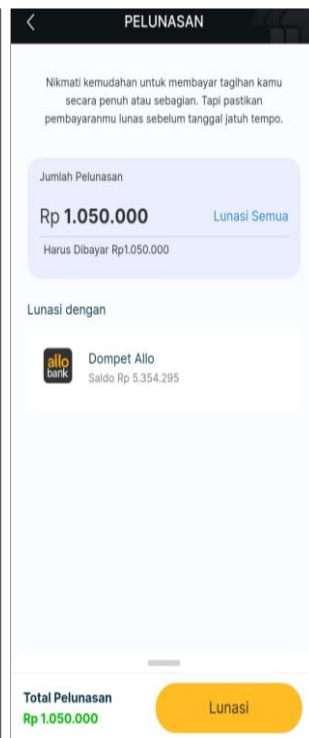 PELUNASAN
Nikmati kemudahan untuk membayar tagihan kamu
secara penuh atau sebagian. Tapi pastikan
pembayaranmu lunas sebelum tanggal jatuh tempo.
Jumlah Pelunasan
Rp 1.050.000 Lunasi Semua
Harus Dibayar Rp1.050.000
Lunasi dengan
allo
bank
Dompet Allo
Saldo Rp 5.354.295
Total Pelunasan
Rp 1.050.000
Lunasi